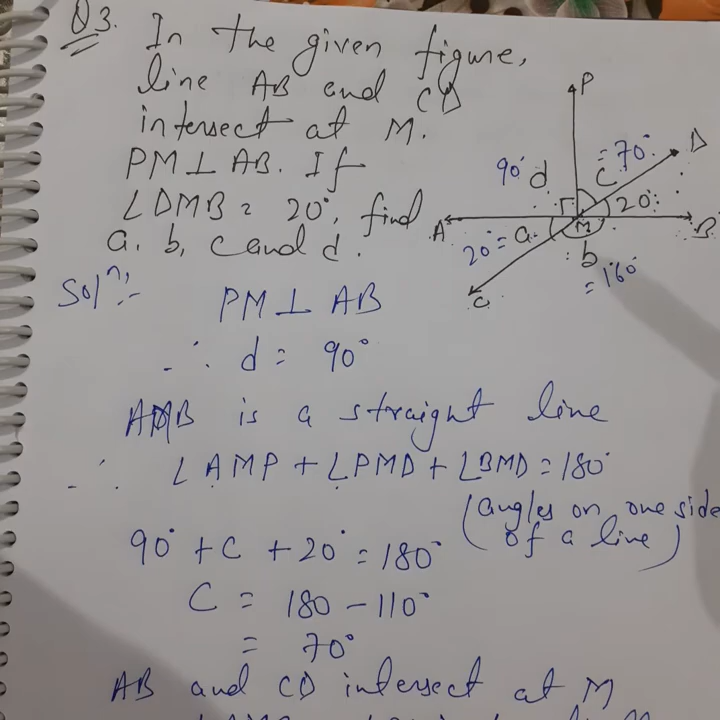 Q3. In the given figure,
line AB and CD
intersect at M.
PM ⊥ AB. If
∠DMB = 20°, find
a, b, c and d.
P
90° d
c = 70°
D
20°
A
20° = a
M
B
b
= 160°
C
Solⁿ:-
PM ⊥ AB
∴ d = 90°
AMB is a straight line
∴ ∠AMP + ∠PMD + ∠BMD = 180°
(angles on one side
of a line)
90° + C + 20° = 180°
C = 180 - 110°
= 70°
AB and CD intersect at M